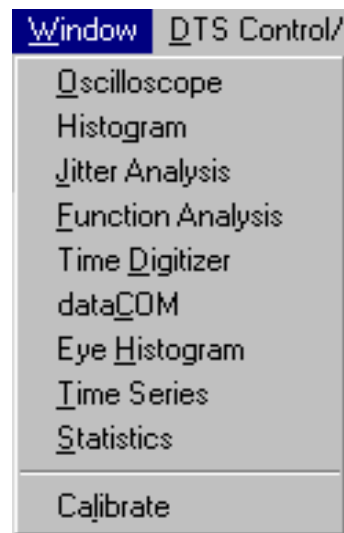 Window DTS Control/
Oscilloscope
Histogram
Jitter Analysis
Function Analysis
Time Digitizer
dataCOM
Eye Histogram
Time Series
Statistics
Calibrate